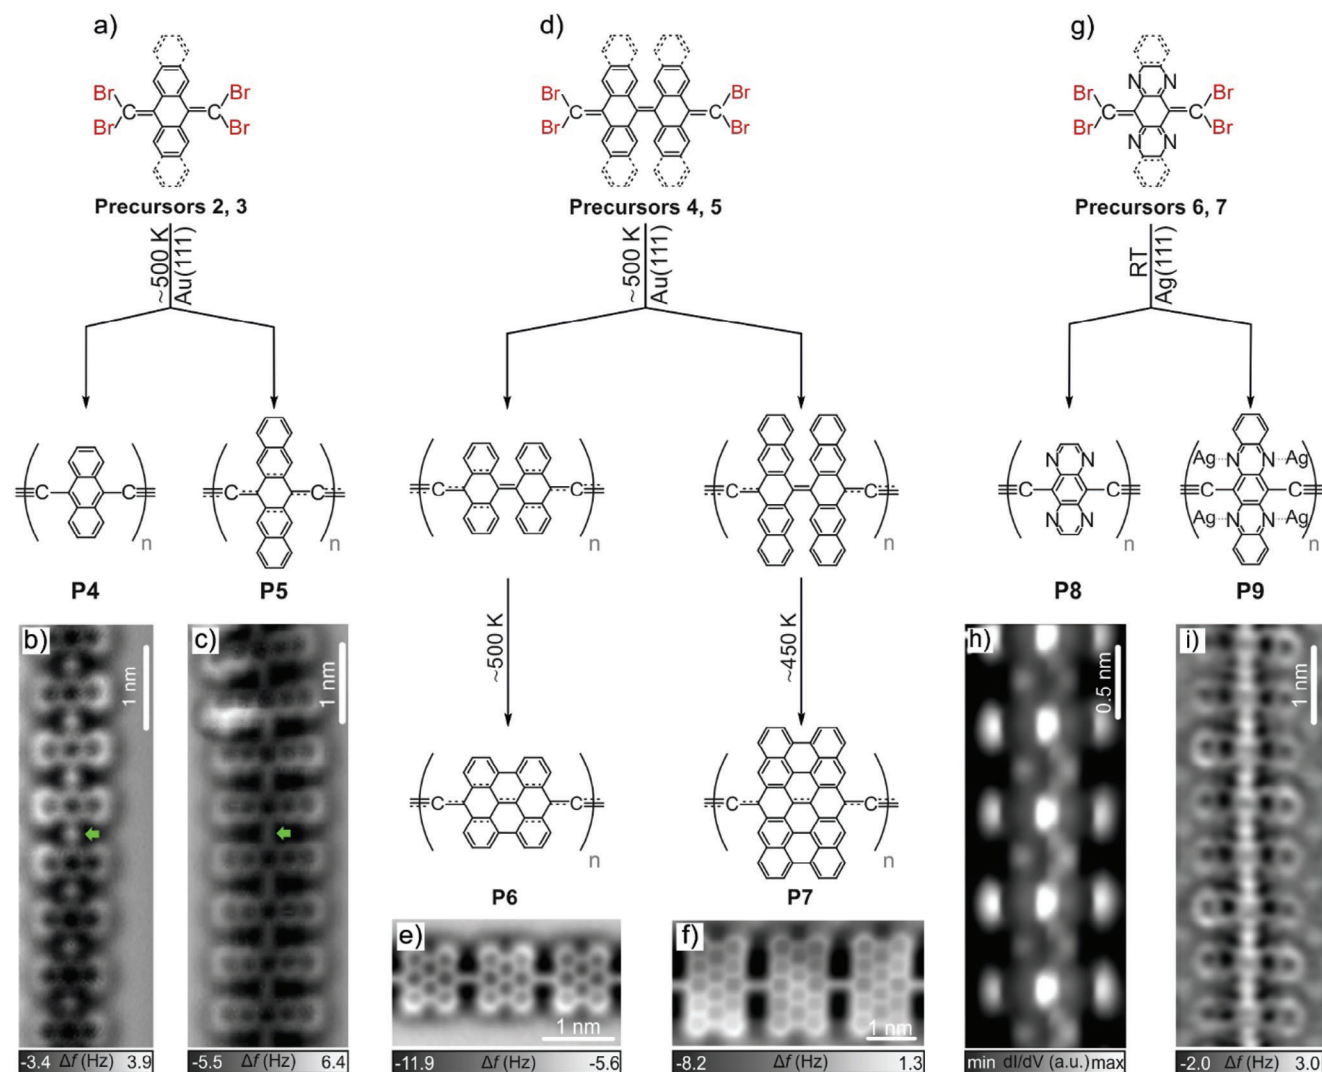 a)
Br
Br
C
C
Br
Br
Precursors 2, 3
~500 K
Au(111)
C
C
n
P4
C
C
n
P5
b)
1 nm
-3.4 Δf (Hz) 3.9
c)
1 nm
-5.5 Δf (Hz) 6.4
d)
Br
Br
C
C
Br
Br
Precursors 4, 5
~500 K
Au(111)
C
C
n
C
C
n
~500 K
~450 K
C
C
n
P6
C
C
n
P7
e)
1 nm
-11.9 Δf (Hz) -5.6
f)
1 nm
-8.2 Δf (Hz) 1.3
g)
Br
Br
C
N N
N N
C
Br
Br
Precursors 6, 7
RT
Ag(111)
N N
C
C
N N
n
P8
Ag N N Ag
C
C
Ag N N Ag
n
P9
h)
0.5 nm
min dI/dV (a.u.) max
i)
1 nm
-2.0 Δf (Hz) 3.0